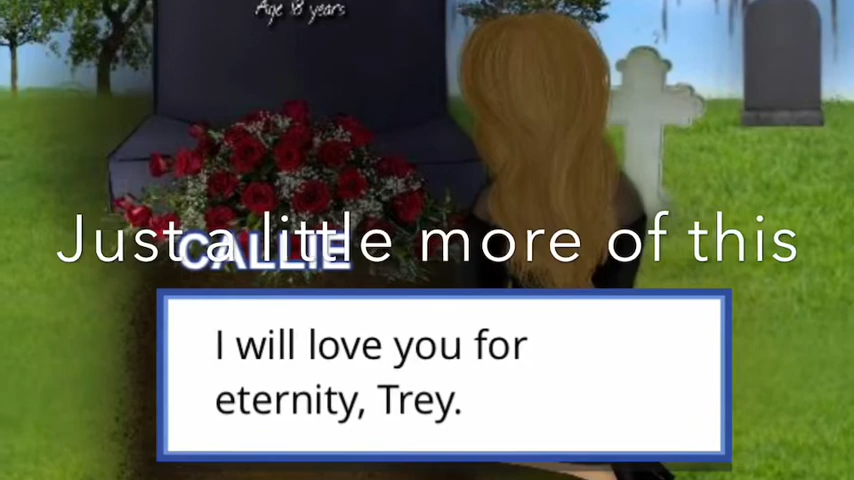 Age 18 years
Just a little more of this
CALLIE
I will love you for
eternity, Trey.